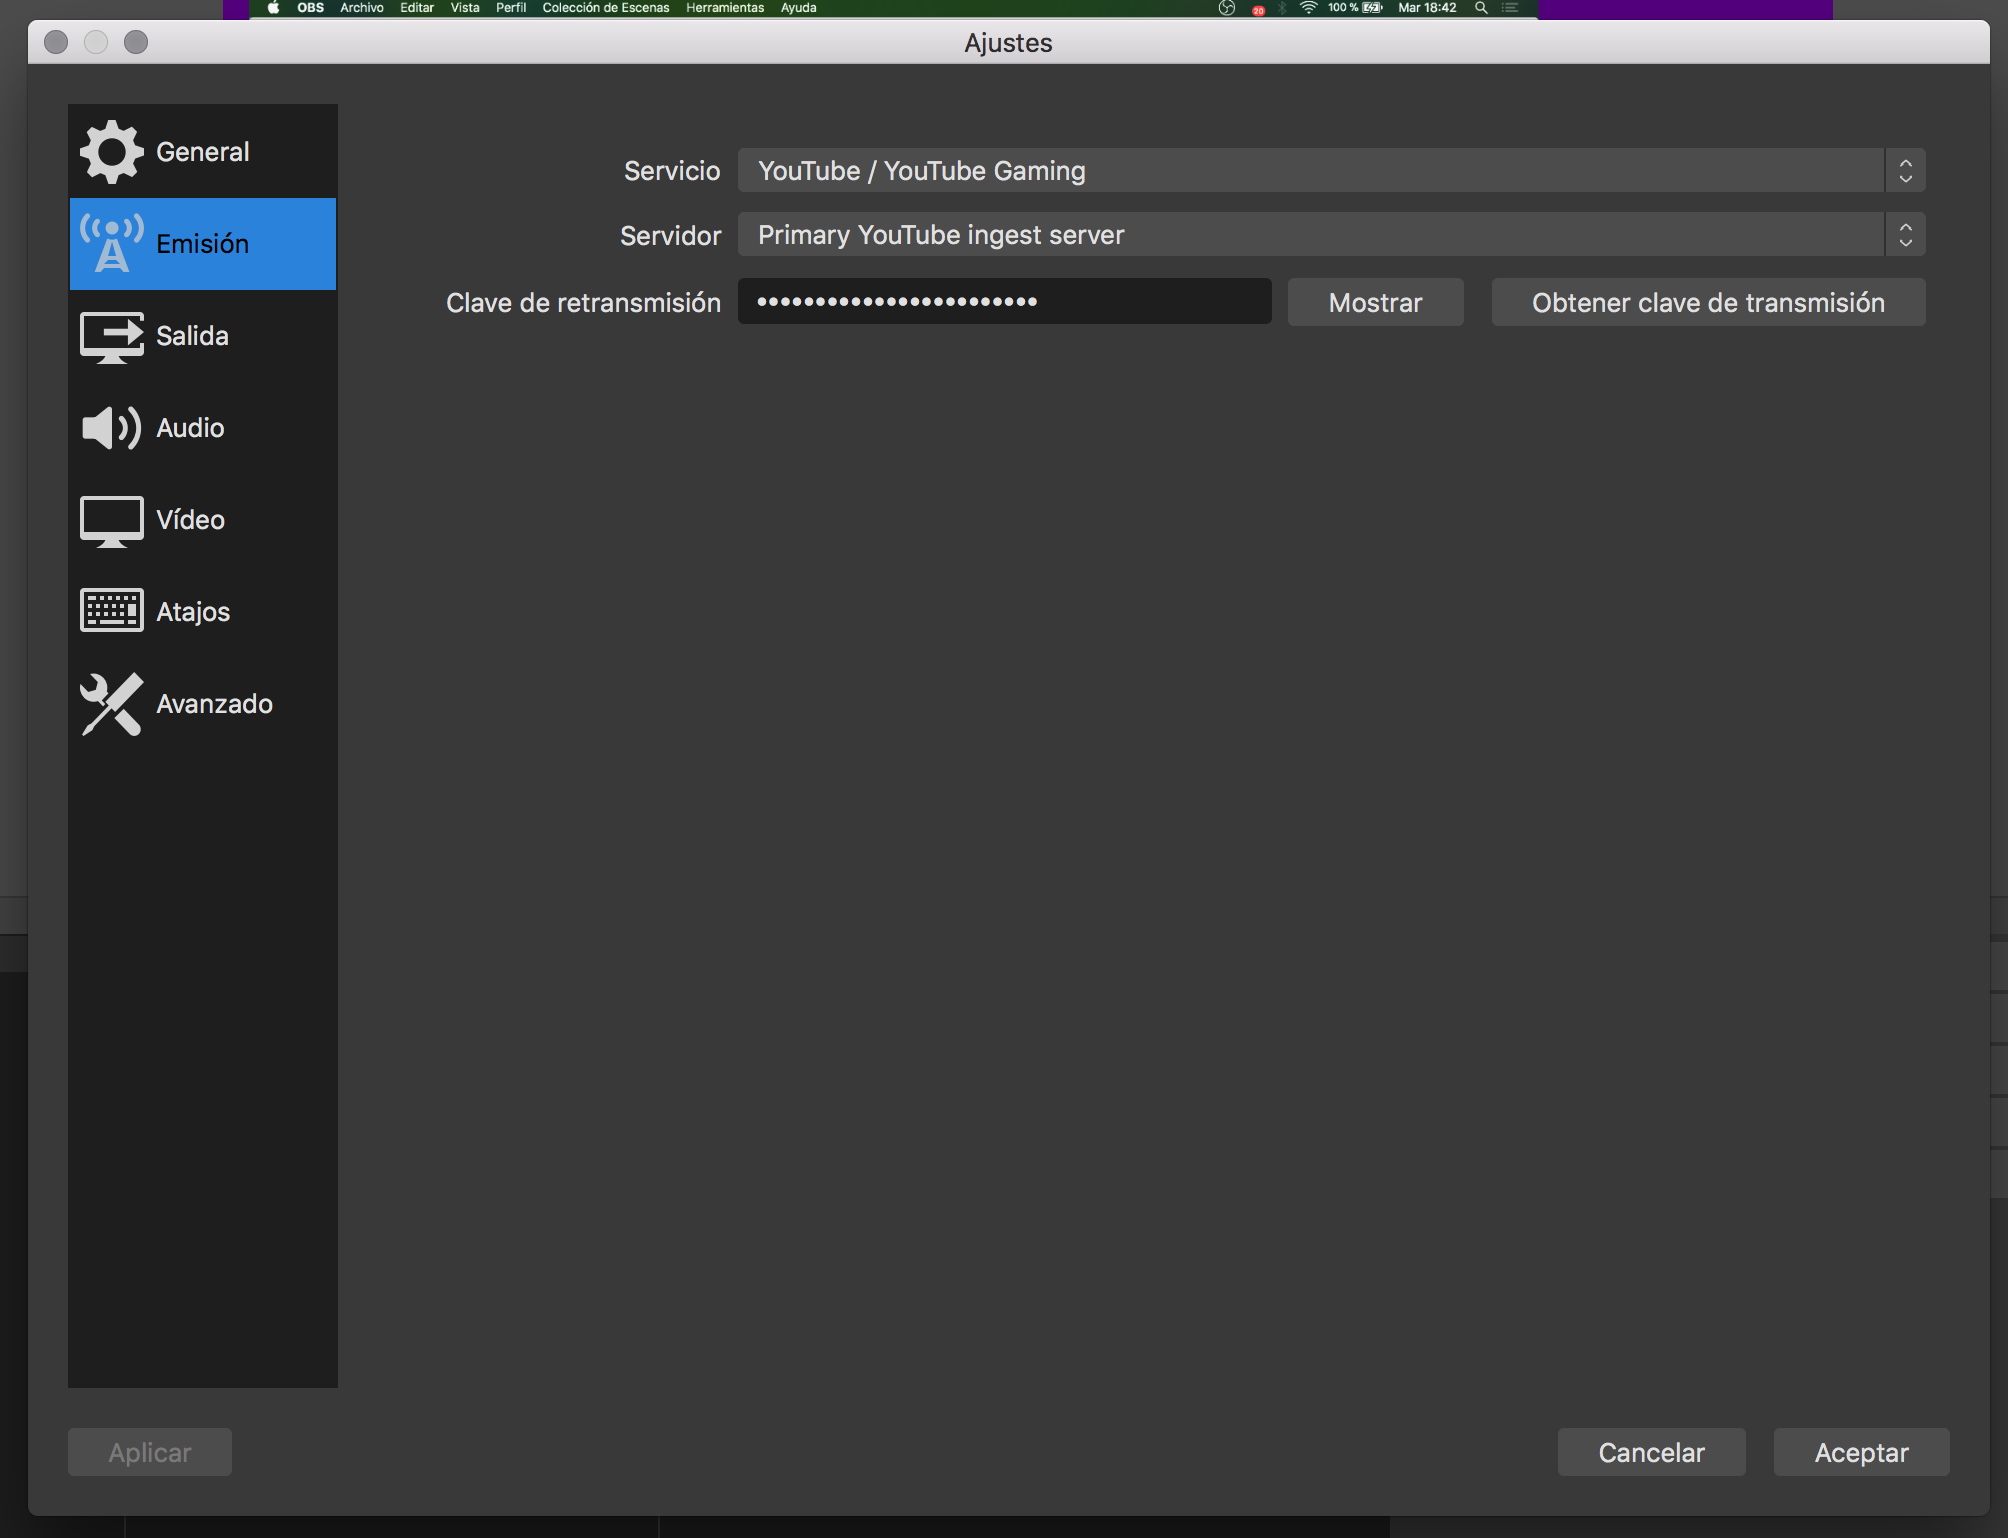 OBS Archivo Editar Vista Perfil Colección de Escenas Herramientas Ayuda 20 100 % Mar 18:42
Ajustes
General
Emisión
Salida
Audio
Vídeo
Atajos
Avanzado
Servicio YouTube / YouTube Gaming
Servidor Primary YouTube ingest server
Clave de retransmisión •••••••••••••••••••••••• Mostrar Obtener clave de transmisión
Aplicar Cancelar Aceptar